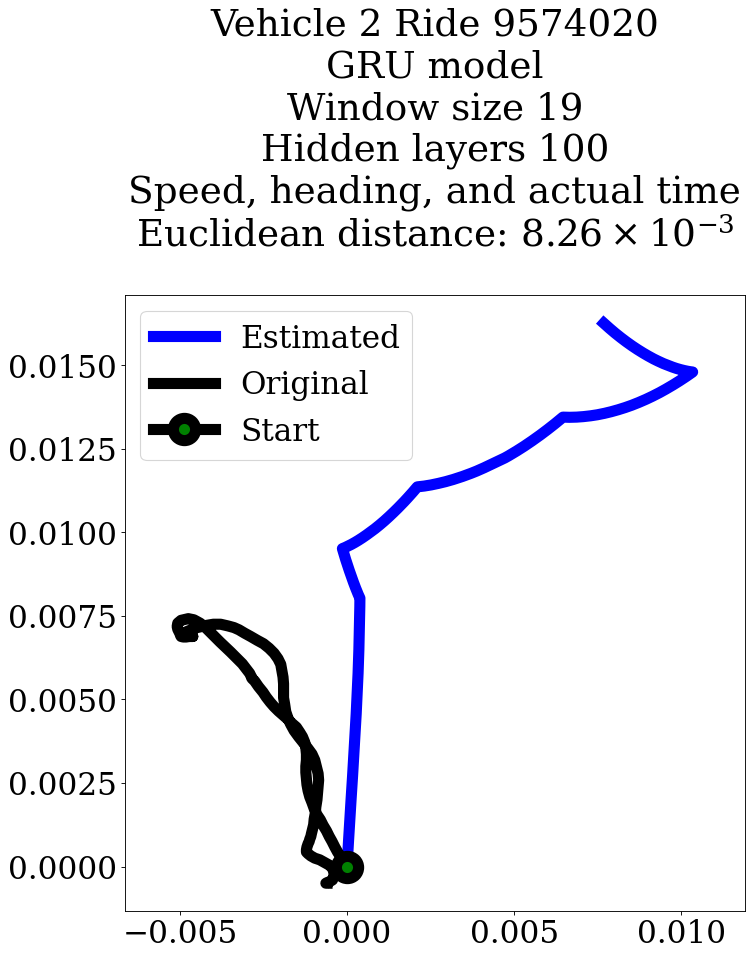 Vehicle 2 Ride 9574020
GRU model
Window size 19
Hidden layers 100
Speed, heading, and actual time
Euclidean distance: 8.26 × 10⁻³
Estimated
Original
Start
0.0150
0.0125
0.0100
0.0075
0.0050
0.0025
0.0000
−0.005 0.000 0.005 0.010